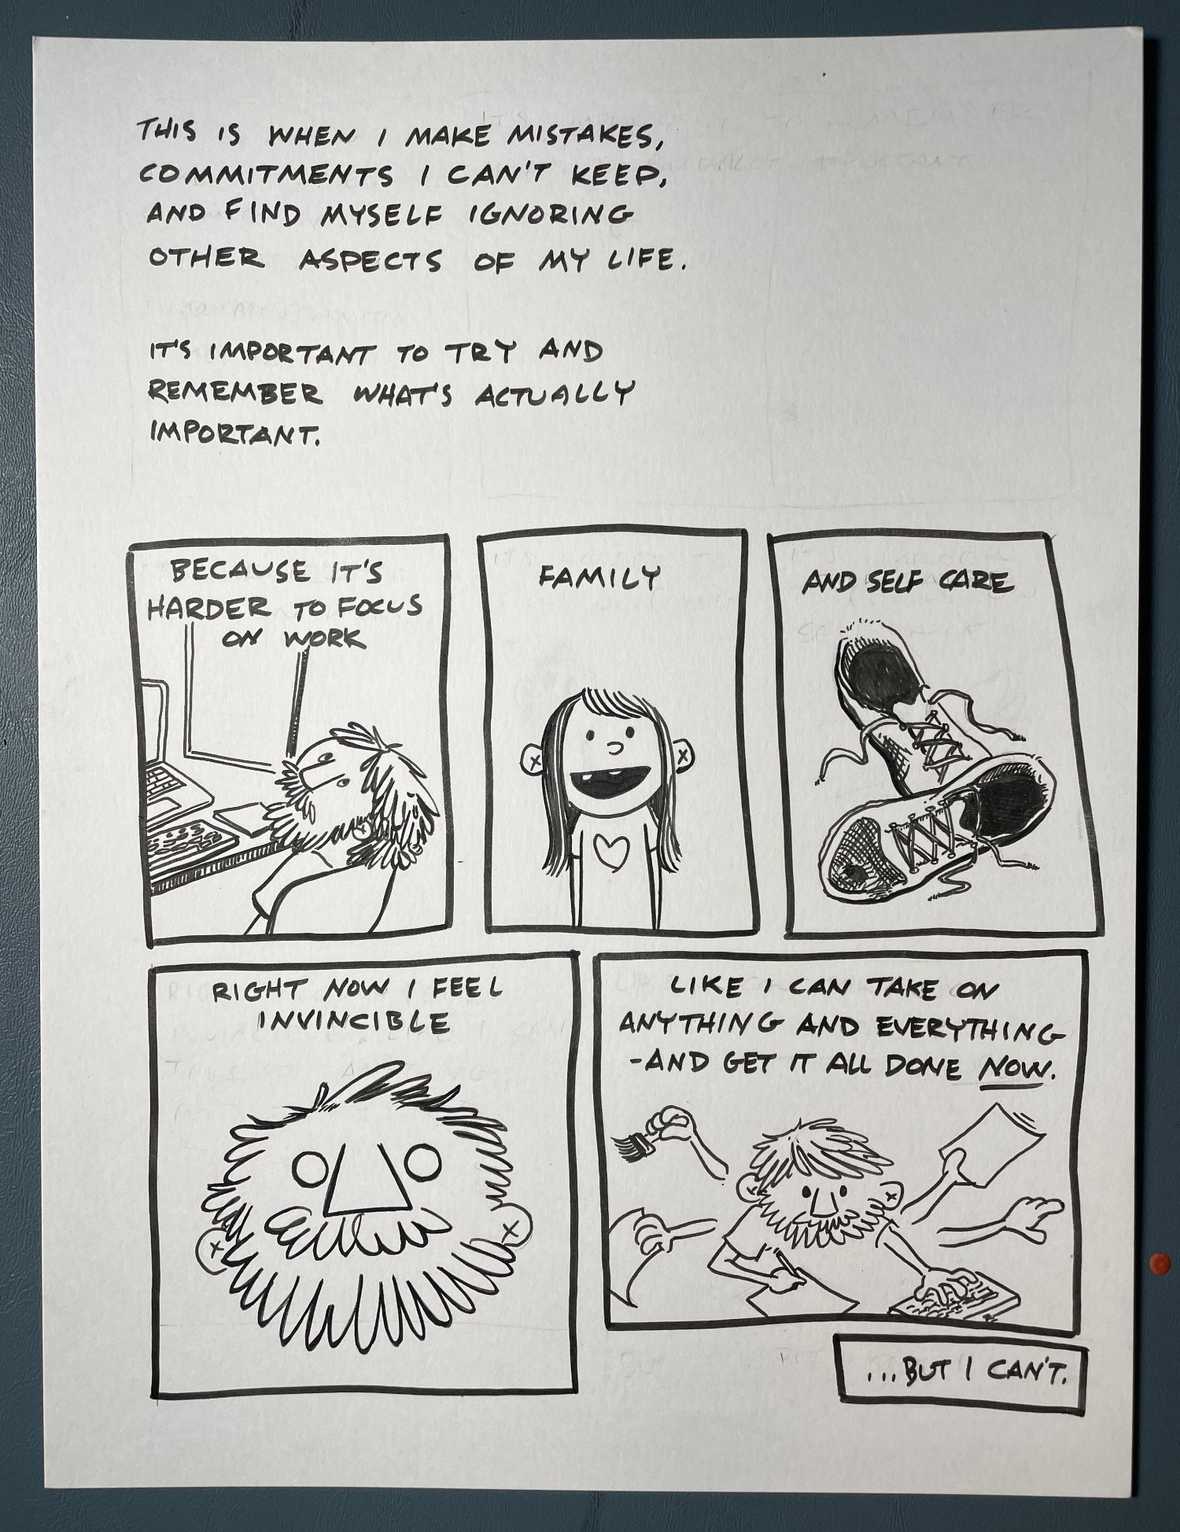 THIS IS WHEN I MAKE MISTAKES,
COMMITMENTS I CAN'T KEEP,
AND FIND MYSELF IGNORING
OTHER ASPECTS OF MY LIFE.
IT'S IMPORTANT TO TRY AND
REMEMBER WHAT'S ACTUALLY
IMPORTANT.
BECAUSE IT'S
HARDER TO FOCUS
ON WORK
FAMILY
AND SELF CARE
RIGHT NOW I FEEL
INVINCIBLE
LIKE I CAN TAKE ON
ANYTHING AND EVERYTHING
-AND GET IT ALL DONE NOW.
...BUT I CAN'T.